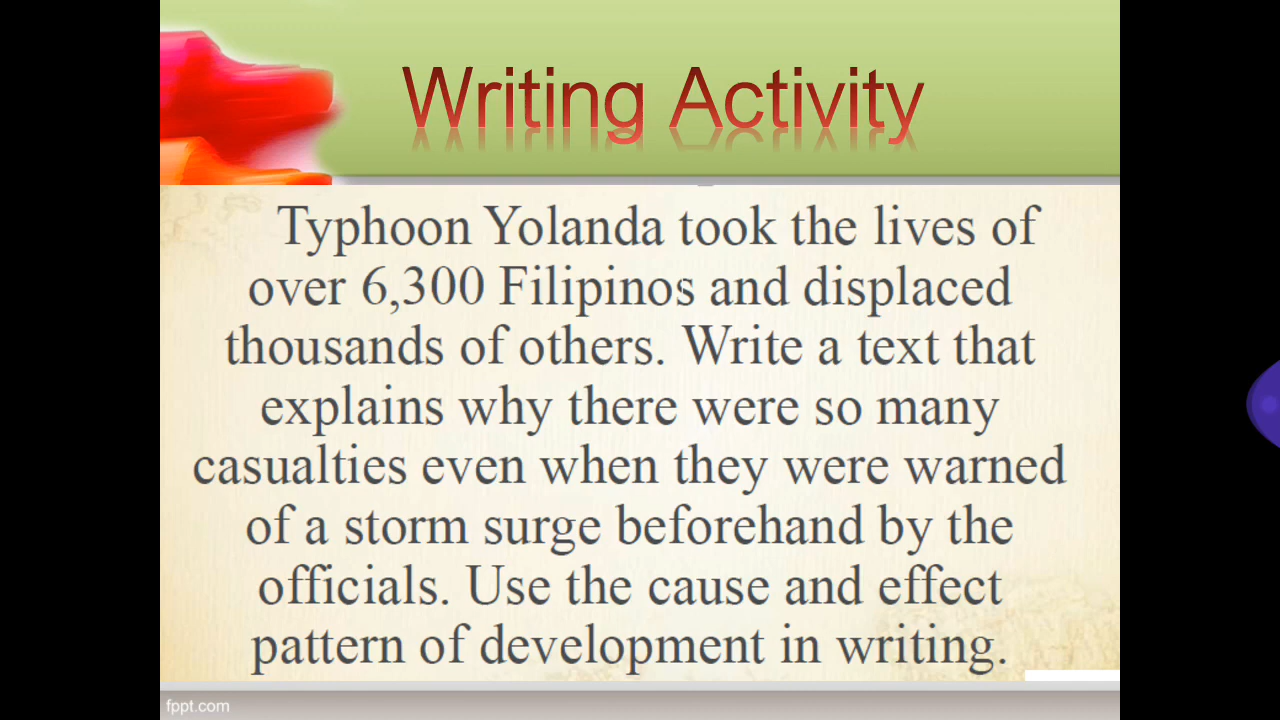 Writing Activity
Typhoon Yolanda took the lives of
over 6,300 Filipinos and displaced
thousands of others. Write a text that
explains why there were so many
casualties even when they were warned
of a storm surge beforehand by the
officials. Use the cause and effect
pattern of development in writing.
fppt.com